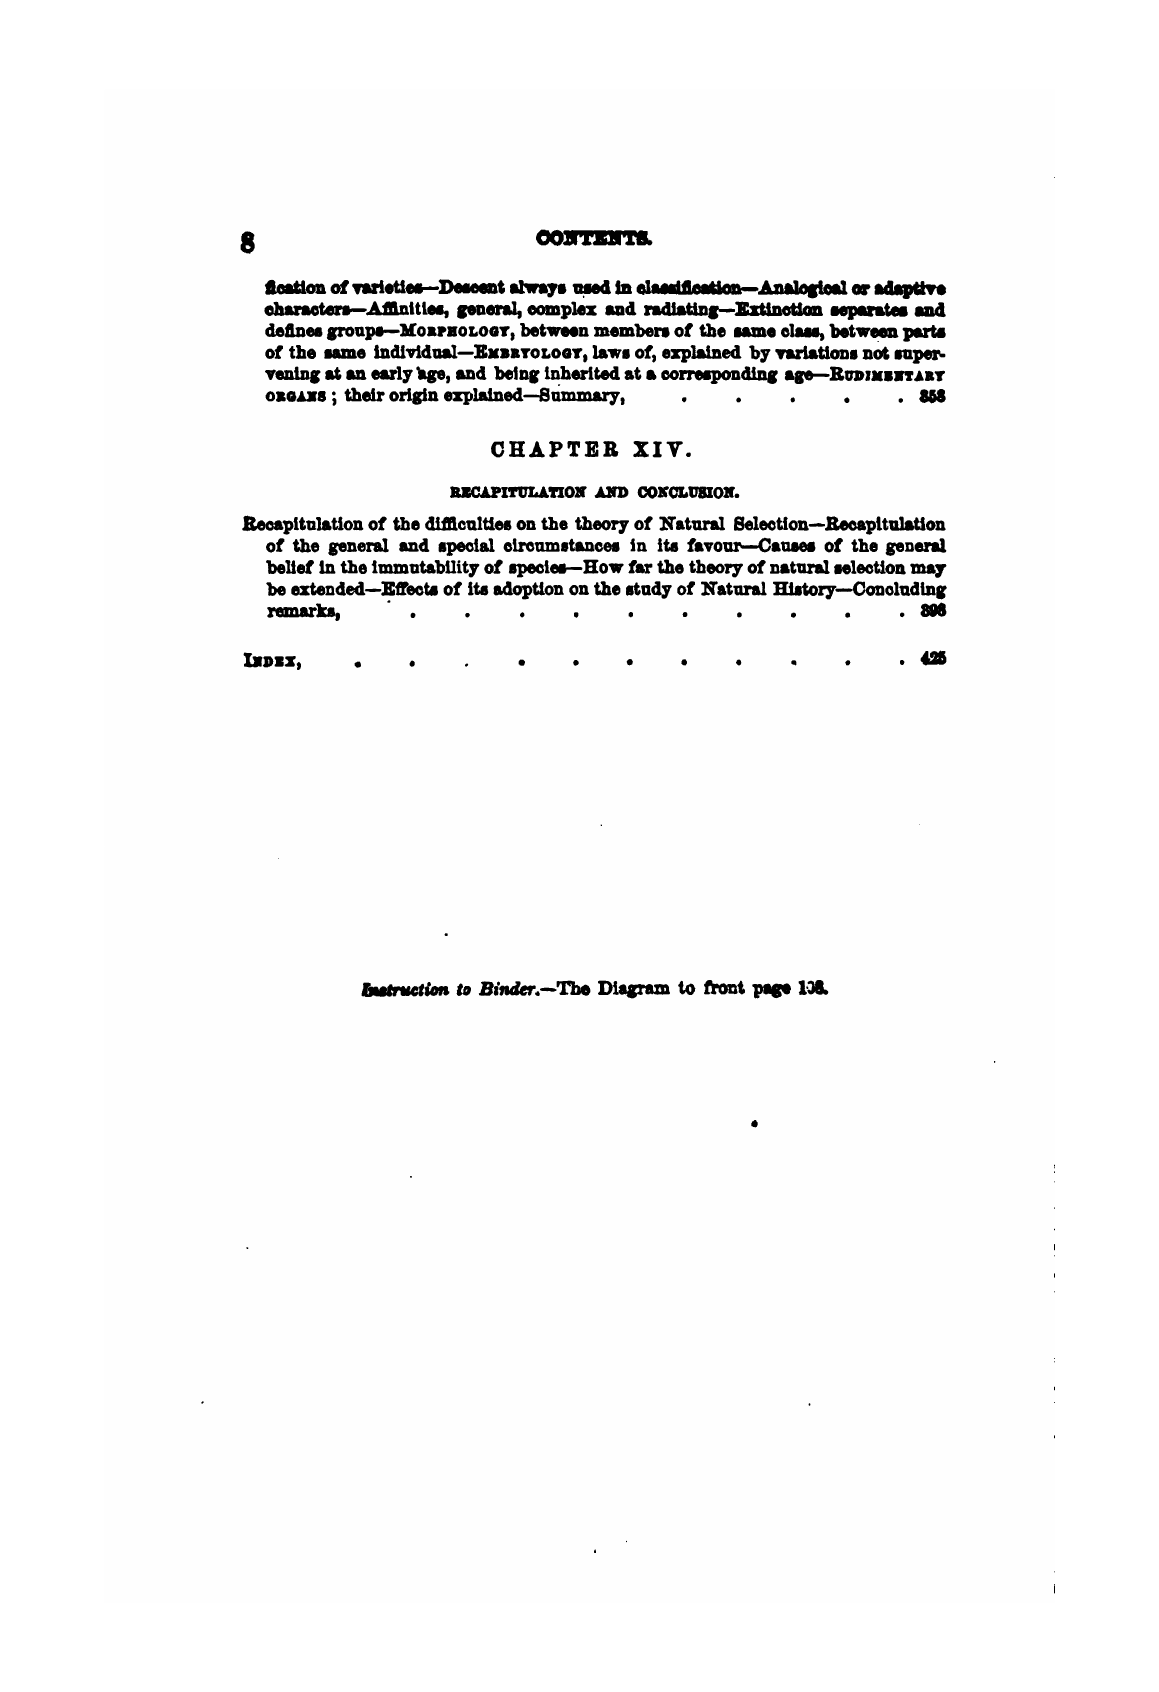 8 CONTENTS.
fication of varieties—Descent always used in classification—Analogical or adaptive
characters—Affinities, general, complex and radiating—Extinction separates and
defines groups—MORPHOLOGY, between members of the same class, between parts
of the same individual—EMBRYOLOGY, laws of, explained by variations not super-
vening at an early age, and being inherited at a corresponding age—RUDIMENTARY
ORGANS; their origin explained—Summary, . . . . . 358
CHAPTER XIV.
RECAPITULATION AND CONCLUSION.
Recapitulation of the difficulties on the theory of Natural Selection—Recapitulation
of the general and special circumstances in its favour—Causes of the general
belief in the immutability of species—How far the theory of natural selection may
be extended—Effects of its adoption on the study of Natural History—Concluding
remarks, . . . . . . . . . .
INDEX, . . . . . . . . . . . 425
Instruction to Binder.—The Diagram to front page 108.